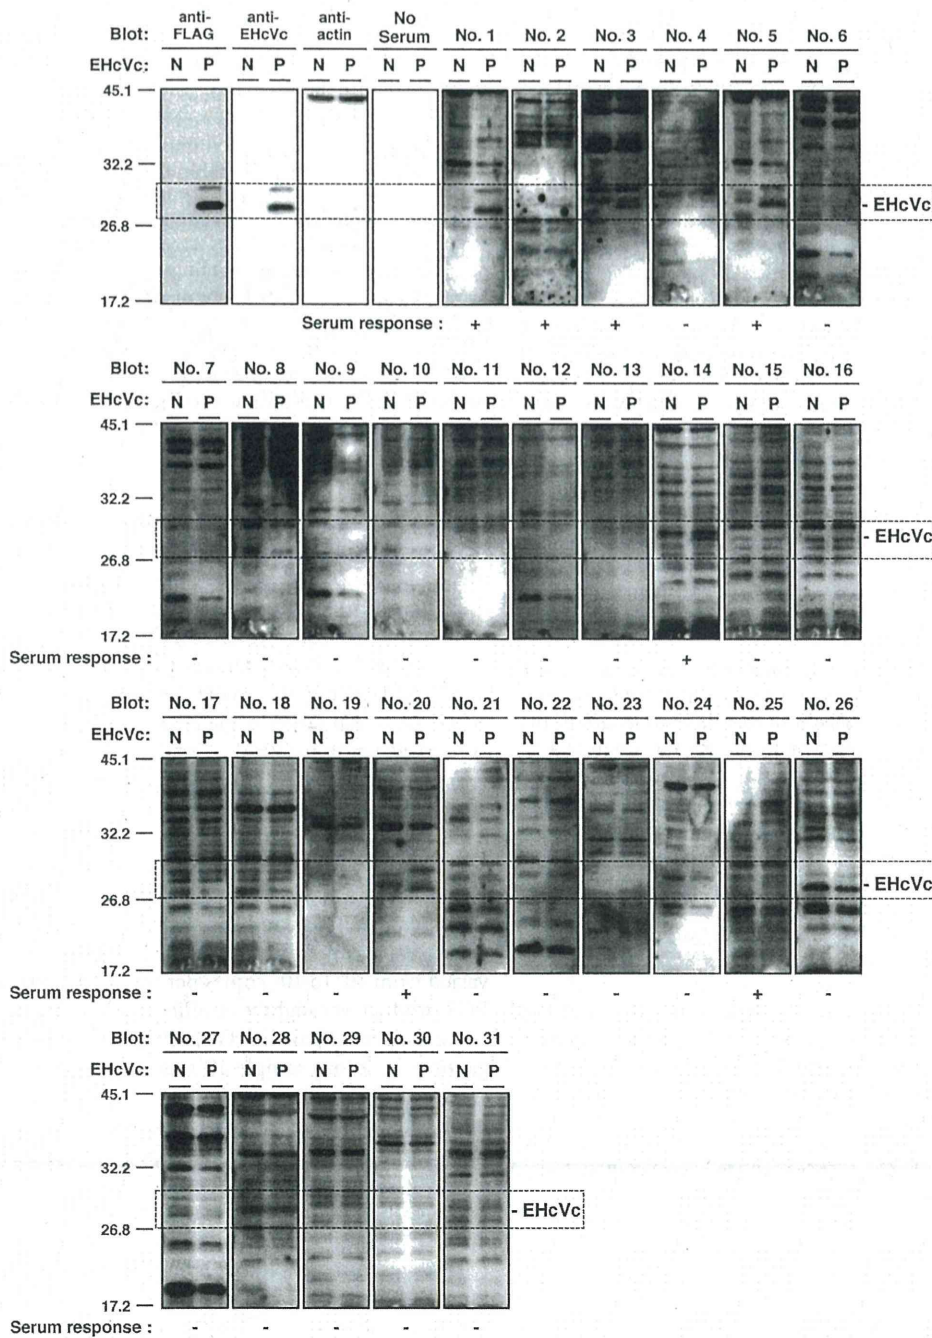 Blot: anti-FLAG anti-EHcVc anti-actin No Serum No. 1 No. 2 No. 3 No. 4 No. 5 No. 6
EHcVc: N P N P N P N P N P N P N P N P N P N P
45.1
32.2
- EHcVc
26.8
17.2
Serum response : + + + - + -
Blot: No. 7 No. 8 No. 9 No. 10 No. 11 No. 12 No. 13 No. 14 No. 15 No. 16
EHcVc: N P N P N P N P N P N P N P N P N P N P
45.1
32.2
- EHcVc
26.8
17.2
Serum response : - - - - - - - + - -
Blot: No. 17 No. 18 No. 19 No. 20 No. 21 No. 22 No. 23 No. 24 No. 25 No. 26
EHcVc: N P N P N P N P N P N P N P N P N P N P
45.1
32.2
- EHcVc
26.8
17.2
Serum response : - - - + - - - - + -
Blot: No. 27 No. 28 No. 29 No. 30 No. 31
EHcVc: N P N P N P N P N P
45.1
32.2
- EHcVc
26.8
17.2
Serum response : - - - - -